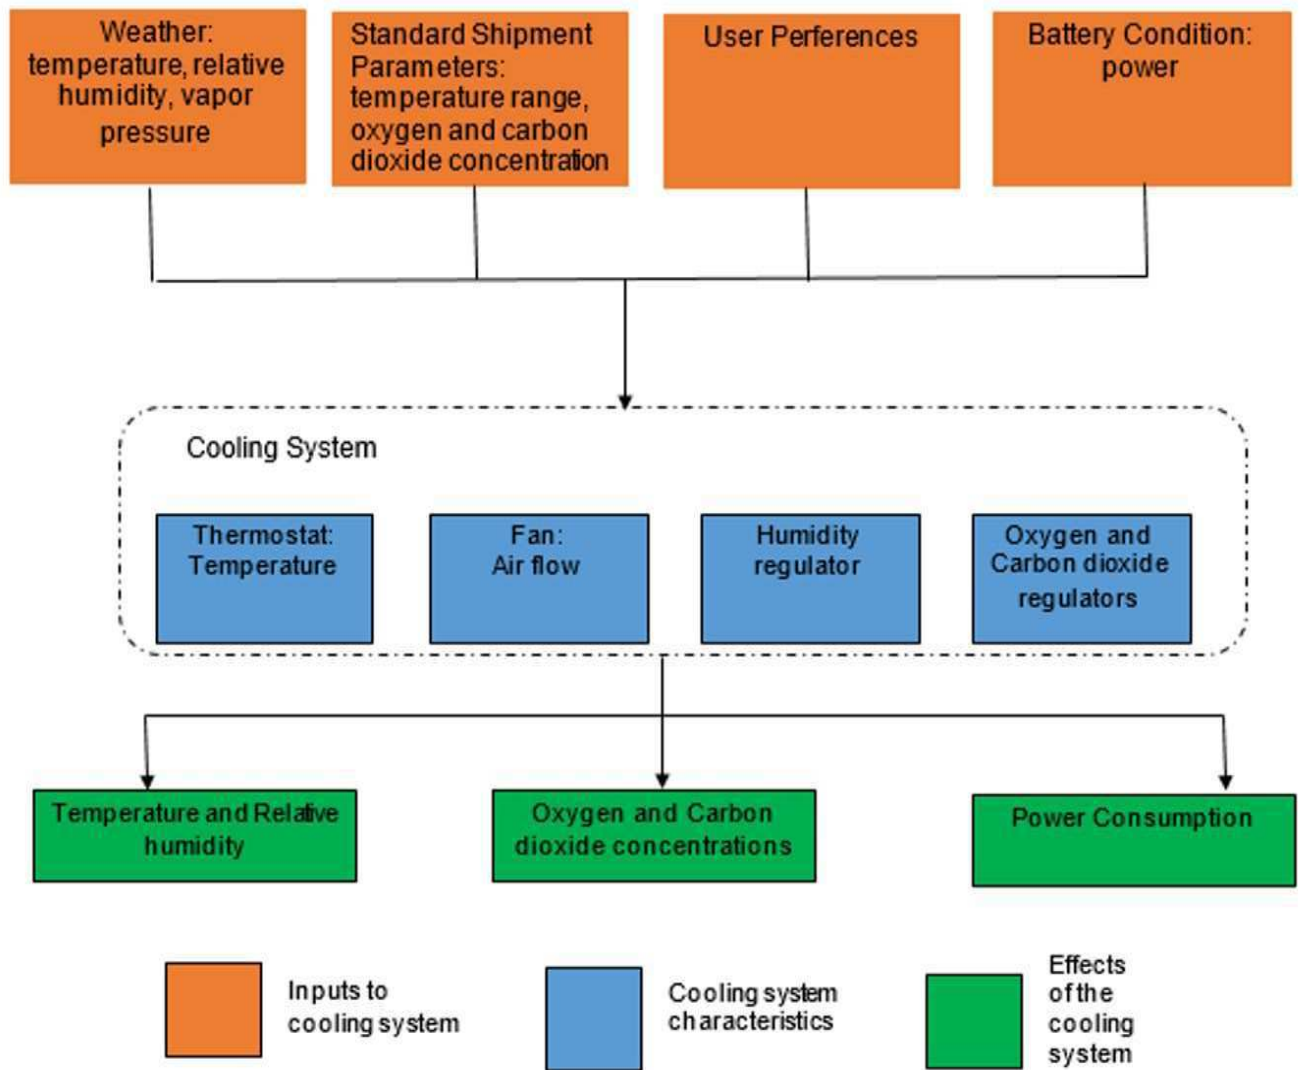 Weather:
temperature, relative
humidity, vapor
pressure
Standard Shipment
Parameters:
temperature range,
oxygen and carbon
dioxide concentration
User Perferences
Battery Condition:
power
Cooling System
Thermostat:
Temperature
Fan:
Air flow
Humidity
regulator
Oxygen and
Carbon dioxide
regulators
Temperature and Relative
humidity
Oxygen and Carbon
dioxide concentrations
Power Consumption
Inputs to
cooling system
Cooling system
characteristics
Effects
of the
cooling
system